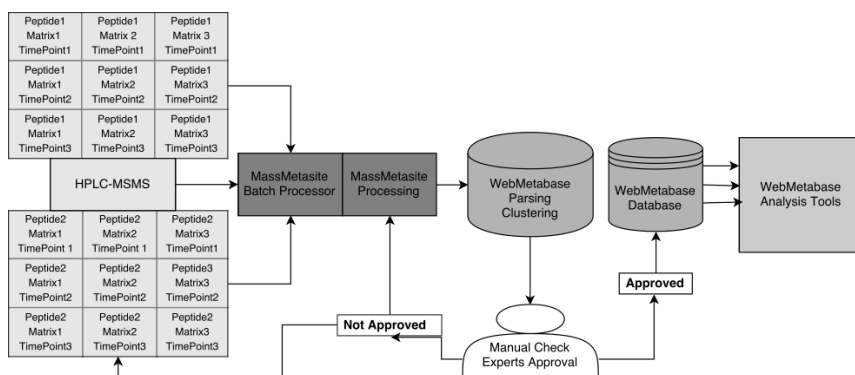 Peptide1
Matrix1
TimePoint1
Peptide1
Matrix 2
TimePoint1
Peptide1
Matrix 3
TimePoint1
Peptide1
Matrix1
TimePoint2
Peptide1
Matrix2
TimePoint2
Peptide1
Matrix3
TimePoint2
Peptide1
Matrix1
TimePoint3
Peptide1
Matrix2
TimePoint3
Peptide1
Matrix3
TimePoint3
HPLC-MSMS
Peptide2
Matrix1
TimePoint 1
Peptide2
Matrix2
TimePoint 1
Peptide2
Matrix3
TimePoint1
Peptide2
Matrix1
TimePoint2
Peptide2
Matrix2
TimePoint2
Peptide3
Matrix3
TimePoint2
Peptide2
Matrix1
TimePoint3
Peptide2
Matrix2
TimePoint3
Peptide2
Matrix3
TimePoint3
MassMetasite
Batch Processor
MassMetasite
Processing
WebMetabase
Parsing
Clustering
WebMetabase
Database
WebMetabase
Analysis Tools
Approved
Not Approved
Manual Check
Experts Approval